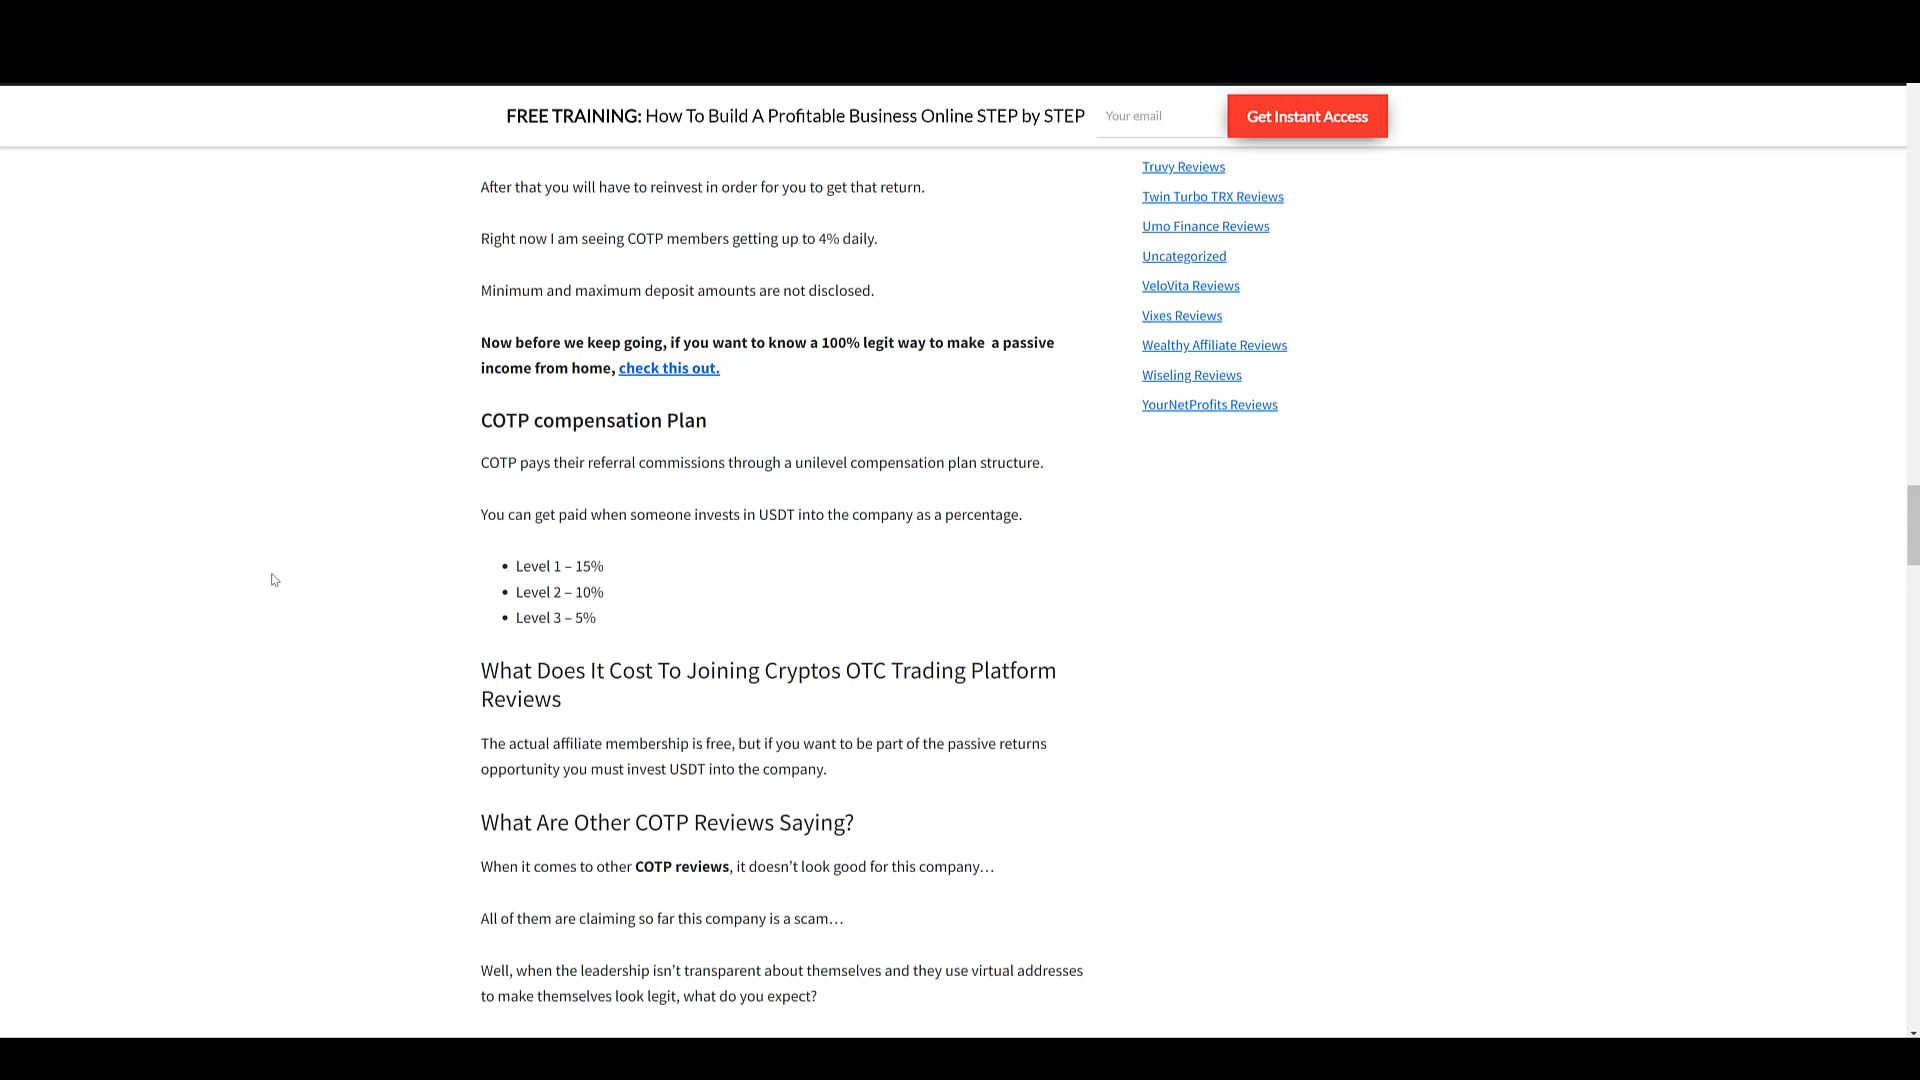 FREE TRAINING: How To Build A Profitable Business Online STEP by STEP
Your email
Get Instant Access
After that you will have to reinvest in order for you to get that return.
Right now I am seeing COTP members getting up to 4% daily.
Minimum and maximum deposit amounts are not disclosed.
Now before we keep going, if you want to know a 100% legit way to make  a passive
income from home, check this out.
COTP compensation Plan
COTP pays their referral commissions through a unilevel compensation plan structure.
You can get paid when someone invests in USDT into the company as a percentage.
• Level 1 – 15%
• Level 2 – 10%
• Level 3 – 5%
What Does It Cost To Joining Cryptos OTC Trading Platform
Reviews
The actual affiliate membership is free, but if you want to be part of the passive returns
opportunity you must invest USDT into the company.
What Are Other COTP Reviews Saying?
When it comes to other COTP reviews, it doesn’t look good for this company…
All of them are claiming so far this company is a scam…
Well, when the leadership isn’t transparent about themselves and they use virtual addresses
to make themselves look legit, what do you expect?
Truvy Reviews
Twin Turbo TRX Reviews
Umo Finance Reviews
Uncategorized
VeloVita Reviews
Vixes Reviews
Wealthy Affiliate Reviews
Wiseling Reviews
YourNetProfits Reviews